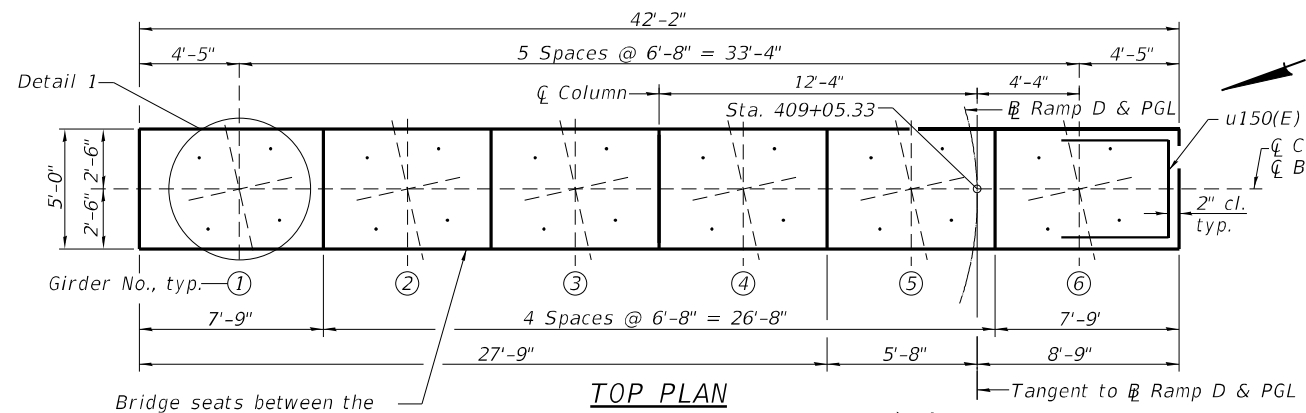 42'-2"
4'-5"
5 Spaces @ 6'-8" = 33'-4"
4'-5"
Detail 1
12'-4"
4'-4"
℄ Column
Sta. 409+05.33
B Ramp D & PGL
u150(E)
℄ C
℄ B
5'-0"
2'-6"
2'-6"
2" cl.
typ.
Girder No., typ.
1
2
3
4
5
6
7'-9"
4 Spaces @ 6'-8" = 26'-8"
7'-9'
27'-9"
5'-8"
8'-9"
Bridge seats between the
TOP PLAN
Tangent to B Ramp D & PGL